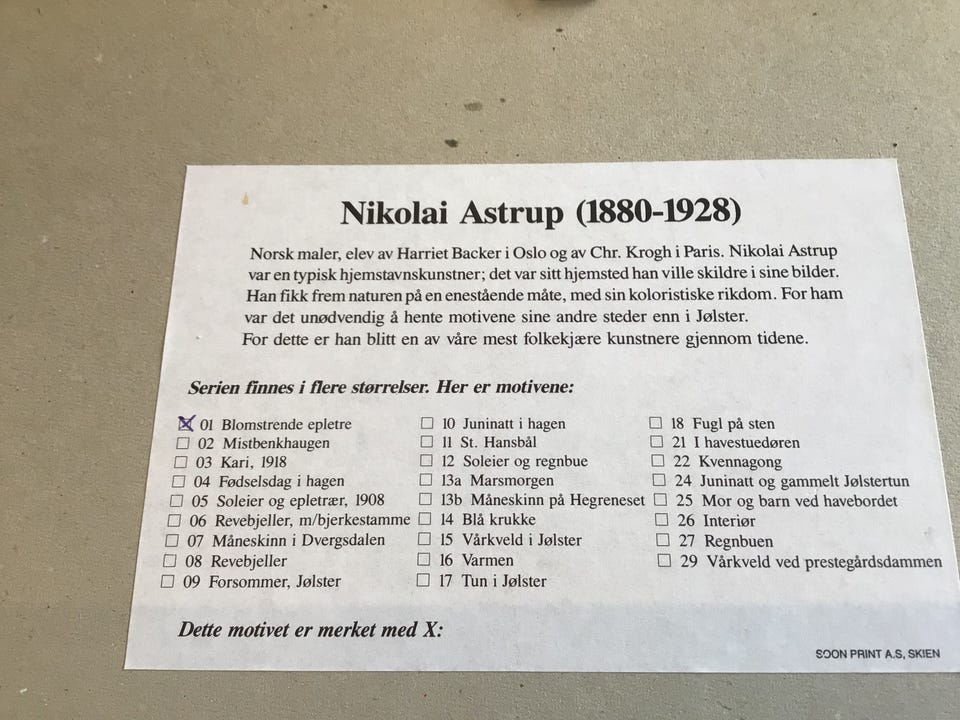 Nikolai Astrup (1880-1928)
Norsk maler, elev av Harriet Backer i Oslo og av Chr. Krogh i Paris. Nikolai Astrup
var en typisk hjemstavnskunstner; det var sitt hjemsted han ville skildre i sine bilder.
Han fikk frem naturen på en enestående måte, med sin koloristiske rikdom. For ham
var det unødvendig å hente motivene sine andre steder enn i Jølster.
For dette er han blitt en av våre mest folkekjære kunstnere gjennom tidene.
Serien finnes i flere størrelser. Her er motivene:
☒ 01 Blomstrende epletre
☐ 02 Mistbenkhaugen
☐ 03 Kari, 1918
☐ 04 Fødselsdag i hagen
☐ 05 Soleier og epletrær, 1908
☐ 06 Revebjeller, m/bjerkestamme
☐ 07 Måneskinn i Dvergsdalen
☐ 08 Revebjeller
☐ 09 Forsommer, Jølster
☐ 10 Juninatt i hagen
☐ 11 St. Hansbål
☐ 12 Soleier og regnbue
☐ 13a Marsmorgen
☐ 13b Måneskinn på Hegreneset
☐ 14 Blå krukke
☐ 15 Vårkveld i Jølster
☐ 16 Varmen
☐ 17 Tun i Jølster
☐ 18 Fugl på sten
☐ 21 I havestuedøren
☐ 22 Kvennagong
☐ 24 Juninatt og gammelt Jølstertun
☐ 25 Mor og barn ved havebordet
☐ 26 Interiør
☐ 27 Regnbuen
☐ 29 Vårkveld ved prestegårdsdammen
Dette motivet er merket med X:
SOON PRINT A.S, SKIEN